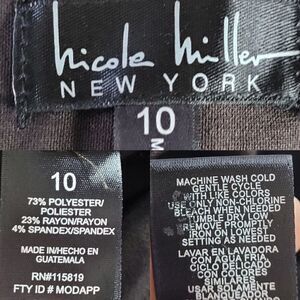 nicole miller
NEW YORK
10
M
10
73% POLYESTER/
POLIESTER
23% RAYON/RAYON
4% SPANDEX/SPANDEX
MADE IN/HECHO EN
GUATEMALA
RN#115819
FTY ID # MODAPP
MACHINE WASH COLD
GENTLE CYCLE
WITH LIKE COLORS
USE ONLY NON-CHLORINE
BLEACH WHEN NEEDED
TUMBLE DRY LOW
REMOVE PROMPTLY
IRON ON LOWEST
SETTING AS NEEDED
LAVAR EN LAVADORA
CON AGUA FRIA
CICLO DELICADO
CON COLORES
SIMILARES
USAR SOLAMENTE